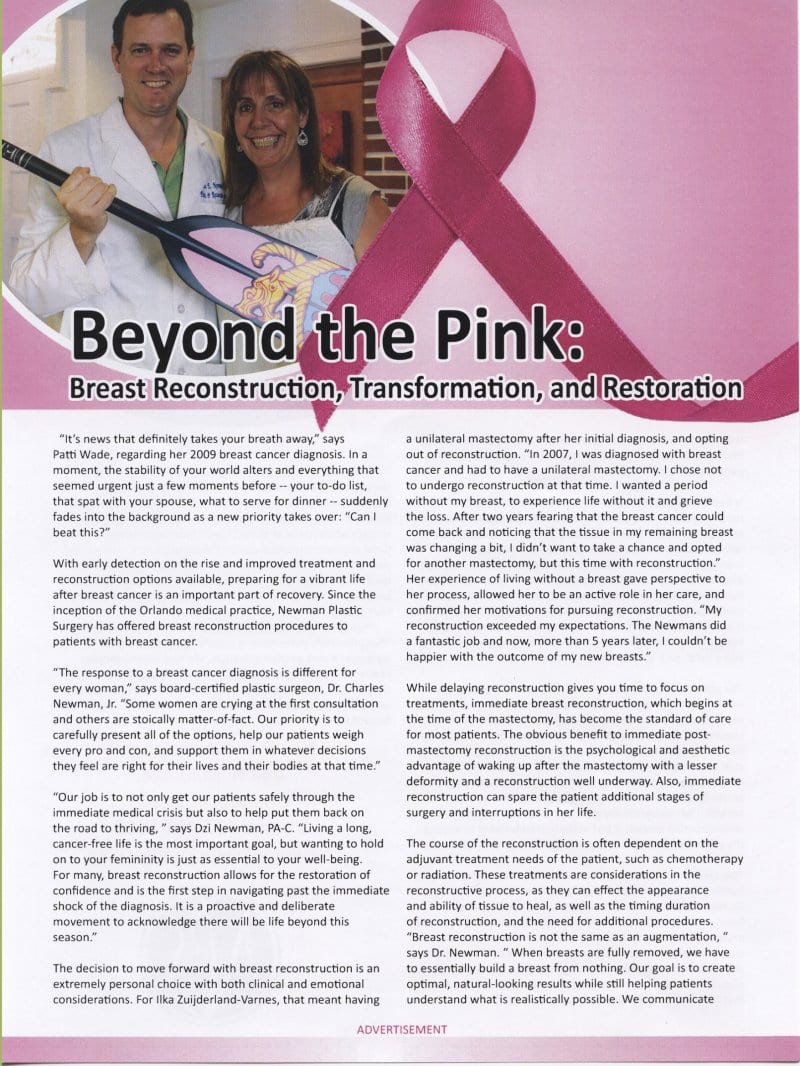 Beyond the Pink:
Breast Reconstruction, Transformation, and Restoration
“It’s news that definitely takes your breath away,” says
Patti Wade, regarding her 2009 breast cancer diagnosis. In a
moment, the stability of your world alters and everything that
seemed urgent just a few moments before -- your to-do list,
that spat with your spouse, what to serve for dinner -- suddenly
fades into the background as a new priority takes over: “Can I
beat this?”
With early detection on the rise and improved treatment and
reconstruction options available, preparing for a vibrant life
after breast cancer is an important part of recovery. Since the
inception of the Orlando medical practice, Newman Plastic
Surgery has offered breast reconstruction procedures to
patients with breast cancer.
“The response to a breast cancer diagnosis is different for
every woman,” says board-certified plastic surgeon, Dr. Charles
Newman, Jr. “Some women are crying at the first consultation
and others are stoically matter-of-fact. Our priority is to
carefully present all of the options, help our patients weigh
every pro and con, and support them in whatever decisions
they feel are right for their lives and their bodies at that time.”
“Our job is to not only get our patients safely through the
immediate medical crisis but also to help put them back on
the road to thriving, ” says Dzi Newman, PA-C. “Living a long,
cancer-free life is the most important goal, but wanting to hold
on to your femininity is just as essential to your well-being.
For many, breast reconstruction allows for the restoration of
confidence and is the first step in navigating past the immediate
shock of the diagnosis. It is a proactive and deliberate
movement to acknowledge there will be life beyond this
season.”
The decision to move forward with breast reconstruction is an
extremely personal choice with both clinical and emotional
considerations. For Ilka Zuijderland-Varnes, that meant having
a unilateral mastectomy after her initial diagnosis, and opting
out of reconstruction. “In 2007, I was diagnosed with breast
cancer and had to have a unilateral mastectomy. I chose not
to undergo reconstruction at that time. I wanted a period
without my breast, to experience life without it and grieve
the loss. After two years fearing that the breast cancer could
come back and noticing that the tissue in my remaining breast
was changing a bit, I didn’t want to take a chance and opted
for another mastectomy, but this time with reconstruction.”
Her experience of living without a breast gave perspective to
her process, allowed her to be an active role in her care, and
confirmed her motivations for pursuing reconstruction. “My
reconstruction exceeded my expectations. The Newmans did
a fantastic job and now, more than 5 years later, I couldn’t be
happier with the outcome of my new breasts.”
While delaying reconstruction gives you time to focus on
treatments, immediate breast reconstruction, which begins at
the time of the mastectomy, has become the standard of care
for most patients. The obvious benefit to immediate post-
mastectomy reconstruction is the psychological and aesthetic
advantage of waking up after the mastectomy with a lesser
deformity and a reconstruction well underway. Also, immediate
reconstruction can spare the patient additional stages of
surgery and interruptions in her life.
The course of the reconstruction is often dependent on the
adjuvant treatment needs of the patient, such as chemotherapy
or radiation. These treatments are considerations in the
reconstructive process, as they can effect the appearance
and ability of tissue to heal, as well as the timing duration
of reconstruction, and the need for additional procedures.
“Breast reconstruction is not the same as an augmentation, “
says Dr. Newman. “ When breasts are fully removed, we have
to essentially build a breast from nothing. Our goal is to create
optimal, natural-looking results while still helping patients
understand what is realistically possible. We communicate
ADVERTISEMENT